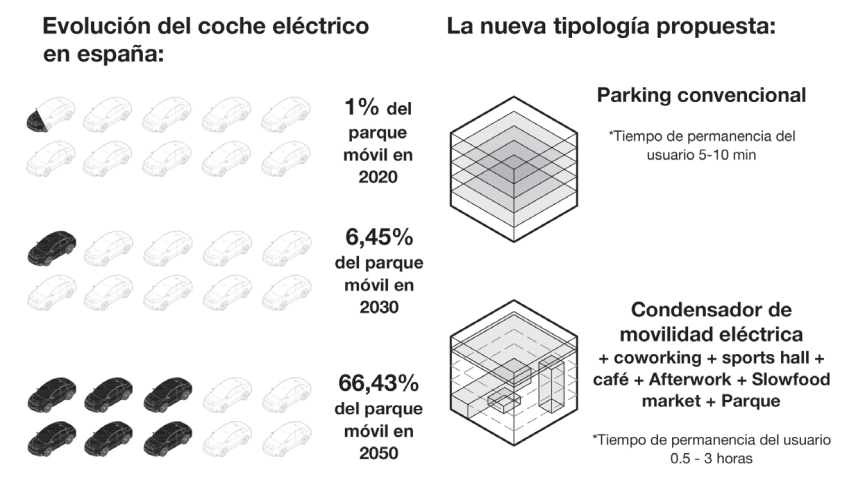 Evolución del coche eléctrico
en españa:
1% del
parque
móvil en
2020
6,45%
del parque
móvil en
2030
66,43%
del parque
móvil en
2050
La nueva tipología propuesta:
Parking convencional
*Tiempo de permanencia del
usuario 5-10 min
Condensador de
movilidad eléctrica
+ coworking + sports hall +
café + Afterwork + Slowfood
market + Parque
*Tiempo de permanencia del usuario
0.5 - 3 horas